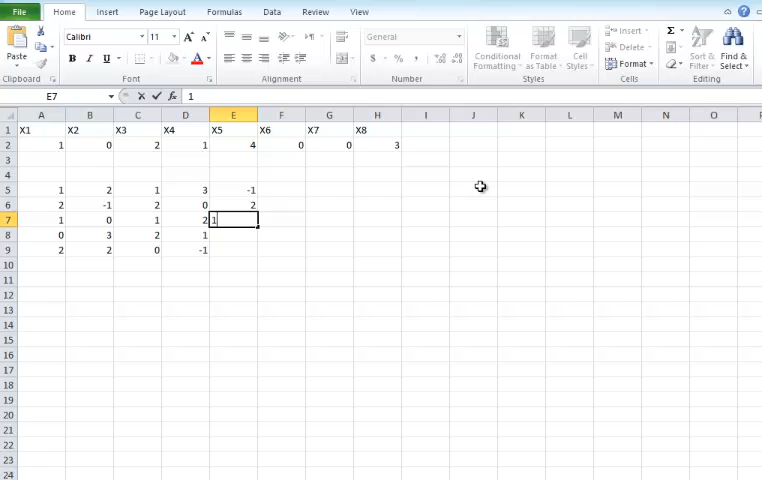 File Home Insert Page Layout Formulas Data Review View
Calibri 11 A A General Insert Σ
Paste B I U A $ % , Conditional Formatting Format as Table Cell Styles Delete Format Sort & Filter Find & Select
Clipboard Font Alignment Number Styles Cells Editing
E7 fx 1
A B C D E F G H I J K L M N O
1 X1 X2 X3 X4 X5 X6 X7 X8
2 1 0 2 1 4 0 0 3
3
4
5 1 2 1 3 -1
6 2 -1 2 0 2
7 1 0 1 2 1
8 0 3 2 1
9 2 2 0 -1
10
11
12
13
14
15
16
17
18
19
20
21
22
23
24